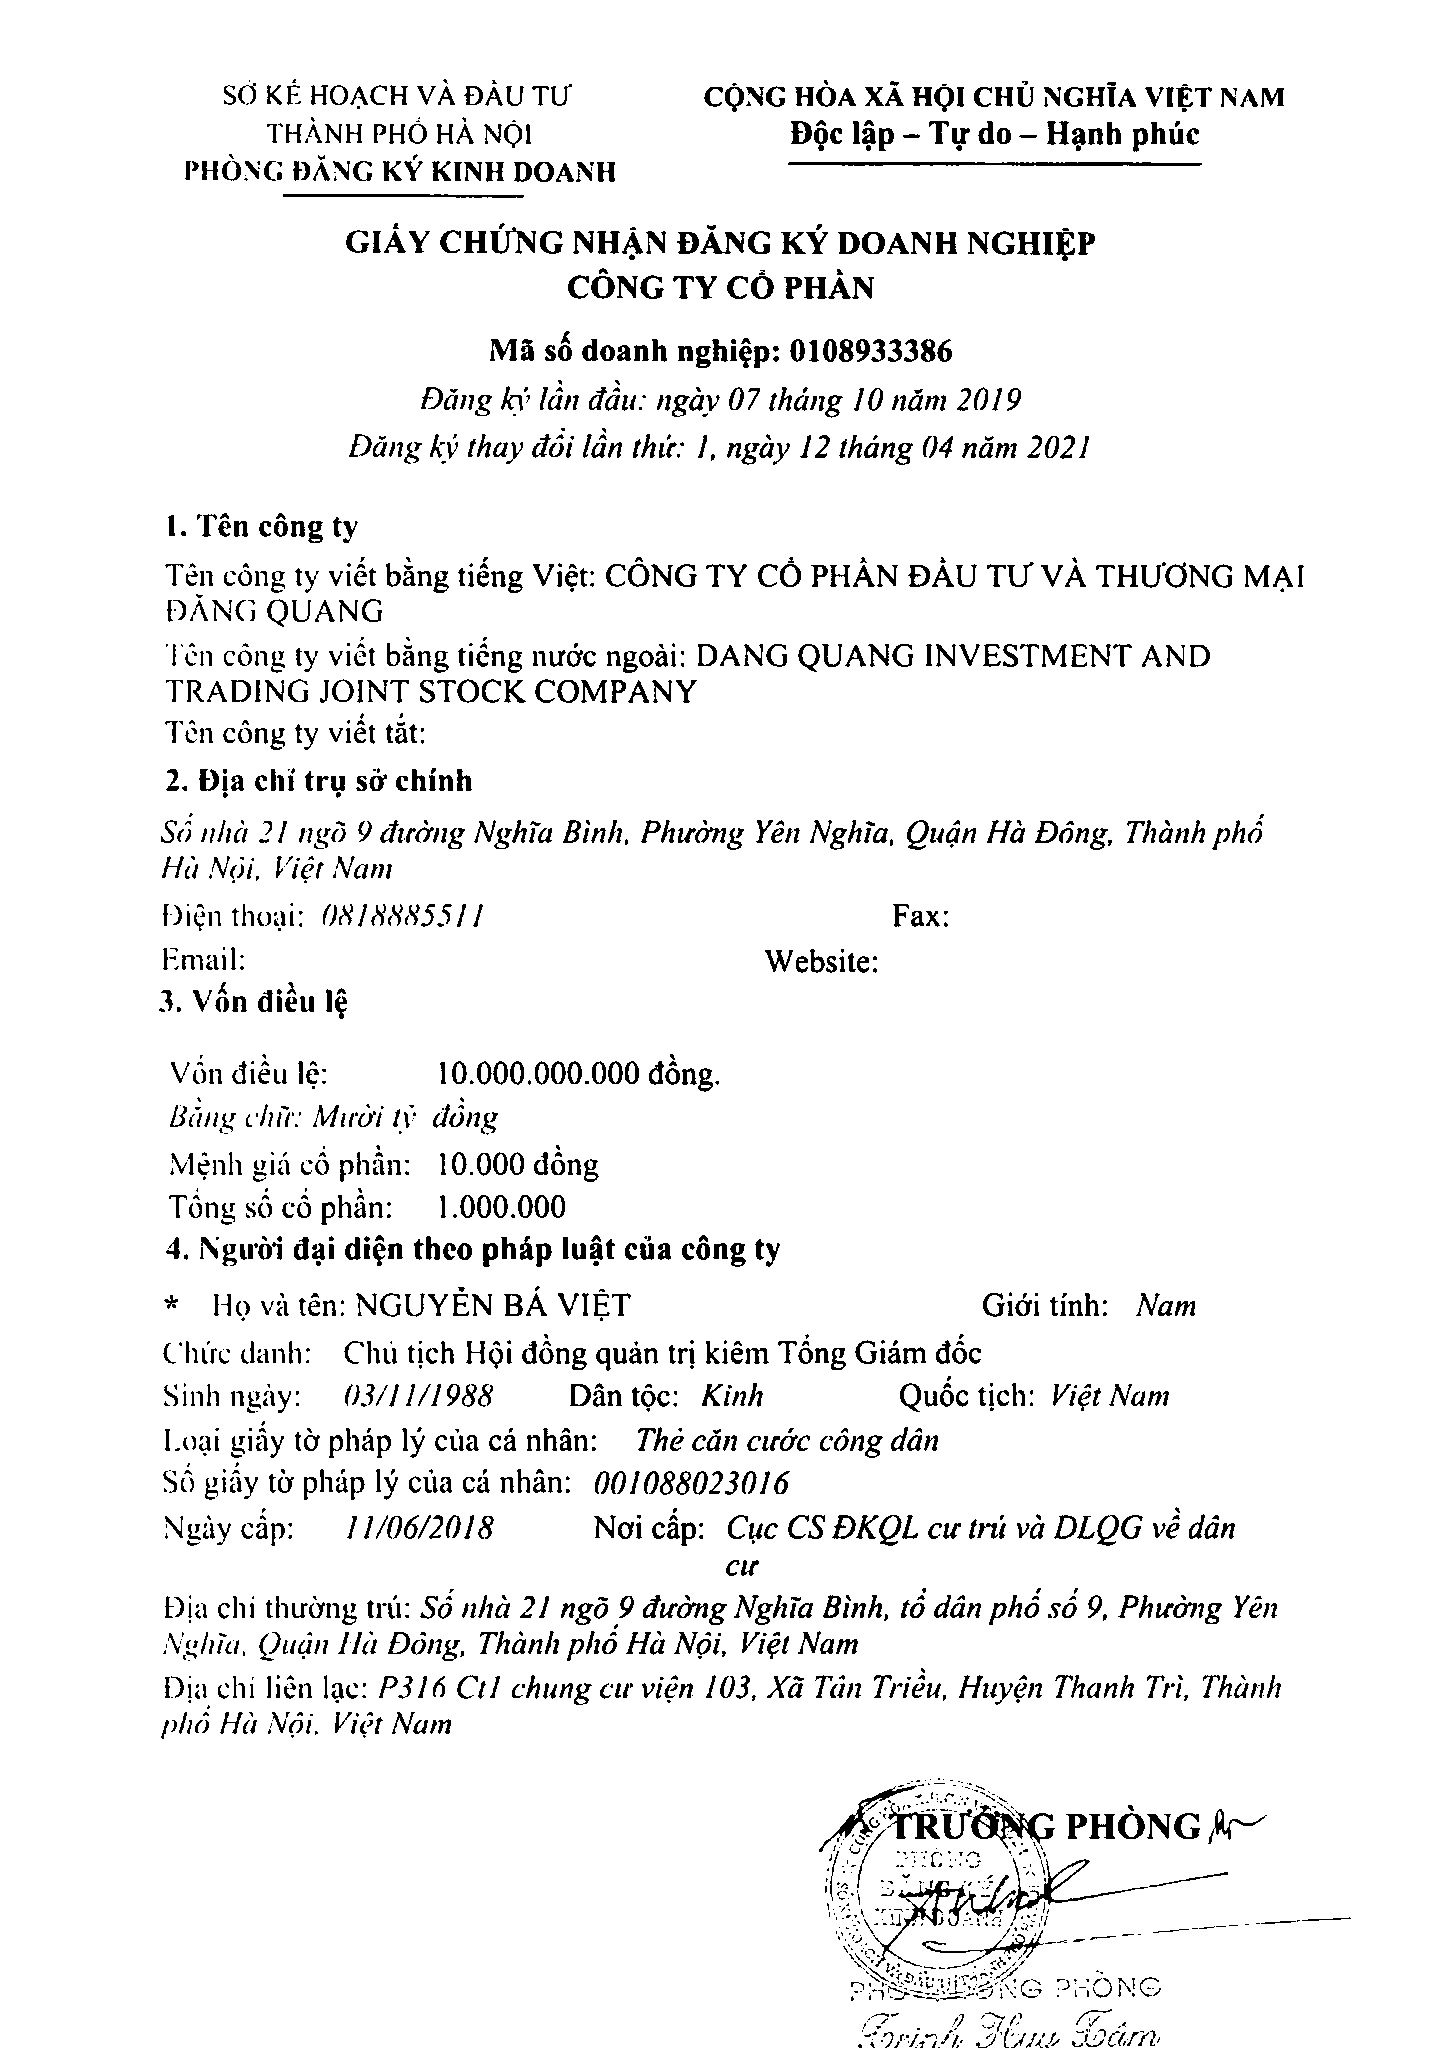 SỞ KẾ HOẠCH VÀ ĐẦU TƯ
THÀNH PHỐ HÀ NỘI
PHÒNG ĐĂNG KÝ KINH DOANH
CỘNG HÒA XÃ HỘI CHỦ NGHĨA VIỆT NAM
Độc lập – Tự do – Hạnh phúc
GIẤY CHỨNG NHẬN ĐĂNG KÝ DOANH NGHIỆP
CÔNG TY CỔ PHẦN
Mã số doanh nghiệp: 0108933386
Đăng ký lần đầu: ngày 07 tháng 10 năm 2019
Đăng ký thay đổi lần thứ: 1, ngày 12 tháng 04 năm 2021
1. Tên công ty
Tên công ty viết bằng tiếng Việt: CÔNG TY CỔ PHẦN ĐẦU TƯ VÀ THƯƠNG MẠI
ĐĂNG QUANG
Tên công ty viết bằng tiếng nước ngoài: DANG QUANG INVESTMENT AND
TRADING JOINT STOCK COMPANY
Tên công ty viết tắt:
2. Địa chỉ trụ sở chính
Số nhà 21 ngõ 9 đường Nghĩa Bình, Phường Yên Nghĩa, Quận Hà Đông, Thành phố
Hà Nội, Việt Nam
Điện thoại: 0818885511 Fax:
Email: Website:
3. Vốn điều lệ
Vốn điều lệ: 10.000.000.000 đồng.
Bằng chữ: Mười tỷ đồng
Mệnh giá cổ phần: 10.000 đồng
Tổng số cổ phần: 1.000.000
4. Người đại diện theo pháp luật của công ty
* Họ và tên: NGUYỄN BÁ VIỆT Giới tính: Nam
Chức danh: Chủ tịch Hội đồng quản trị kiêm Tổng Giám đốc
Sinh ngày: 03/11/1988 Dân tộc: Kinh Quốc tịch: Việt Nam
Loại giấy tờ pháp lý của cá nhân: Thẻ căn cước công dân
Số giấy tờ pháp lý của cá nhân: 001088023016
Ngày cấp: 11/06/2018 Nơi cấp: Cục CS ĐKQL cư trú và DLQG về dân
cư
Địa chỉ thường trú: Số nhà 21 ngõ 9 đường Nghĩa Bình, tổ dân phố số 9, Phường Yên
Nghĩa, Quận Hà Đông, Thành phố Hà Nội, Việt Nam
Địa chỉ liên lạc: P316 Ct1 chung cư viện 103, Xã Tân Triều, Huyện Thanh Trì, Thành
phố Hà Nội, Việt Nam
TRƯỞNG PHÒNG
PHÒNG
ĐĂNG KÝ
KINH DOANH
PHÓ TRƯỞNG PHÒNG
Trịnh Huy Tâm